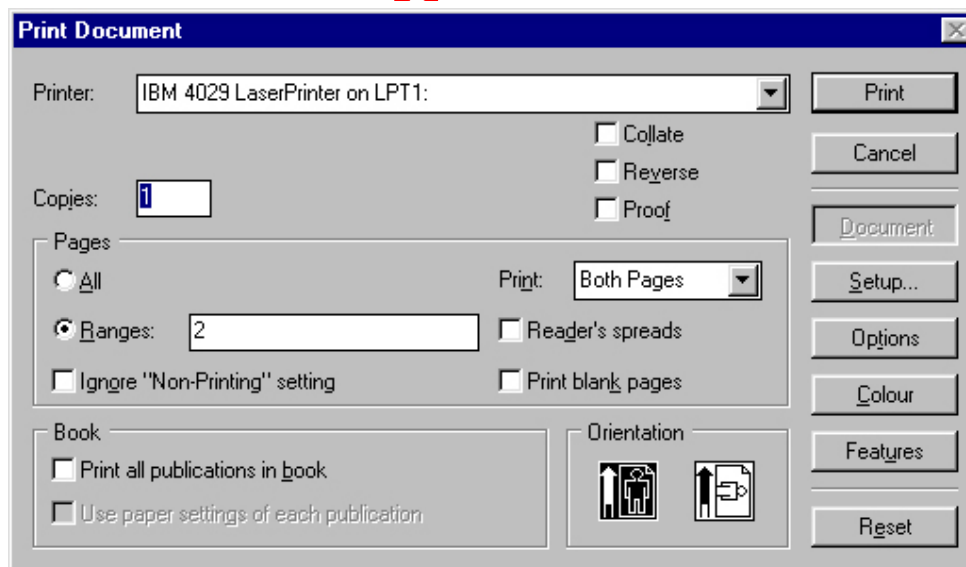 Print Document
Printer: IBM 4029 LaserPrinter on LPT1: Print
Collate
Cancel
Reverse
Copies: 1
Proof
Document
Pages
All Print: Both Pages Setup...
Ranges: 2 Reader's spreads Options
Ignore "Non-Printing" setting Print blank pages
Colour
Book Orientation
Features
Print all publications in book
Use paper settings of each publication
Reset